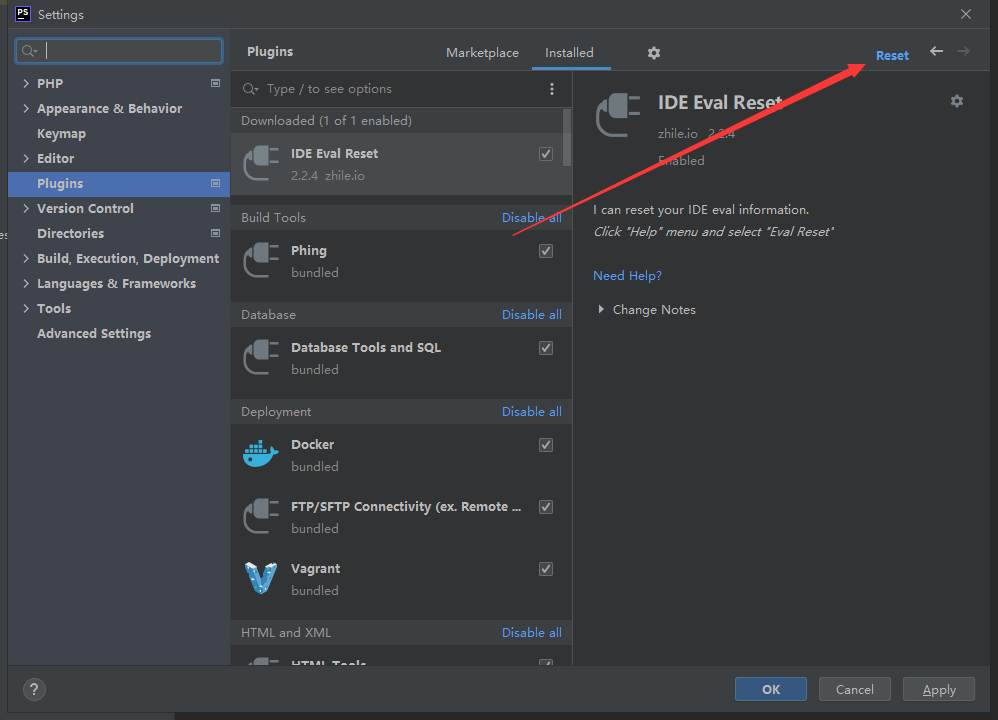 PS
Settings
PHP
Appearance & Behavior
Keymap
Editor
Plugins
Version Control
Directories
Build, Execution, Deployment
Languages & Frameworks
Tools
Advanced Settings
Plugins
Marketplace
Installed
Reset
Type / to see options
Downloaded (1 of 1 enabled)
IDE Eval Reset
2.2.4 zhile.io
Build Tools
Disable all
Phing
bundled
Database
Disable all
Database Tools and SQL
bundled
Deployment
Disable all
Docker
bundled
FTP/SFTP Connectivity (ex. Remote ...
bundled
Vagrant
bundled
HTML and XML
Disable all
HTML Tools
IDE Eval Reset
zhile.io 2.2.4
Enabled
I can reset your IDE eval information.
Click "Help" menu and select "Eval Reset"
Need Help?
Change Notes
?
OK
Cancel
Apply